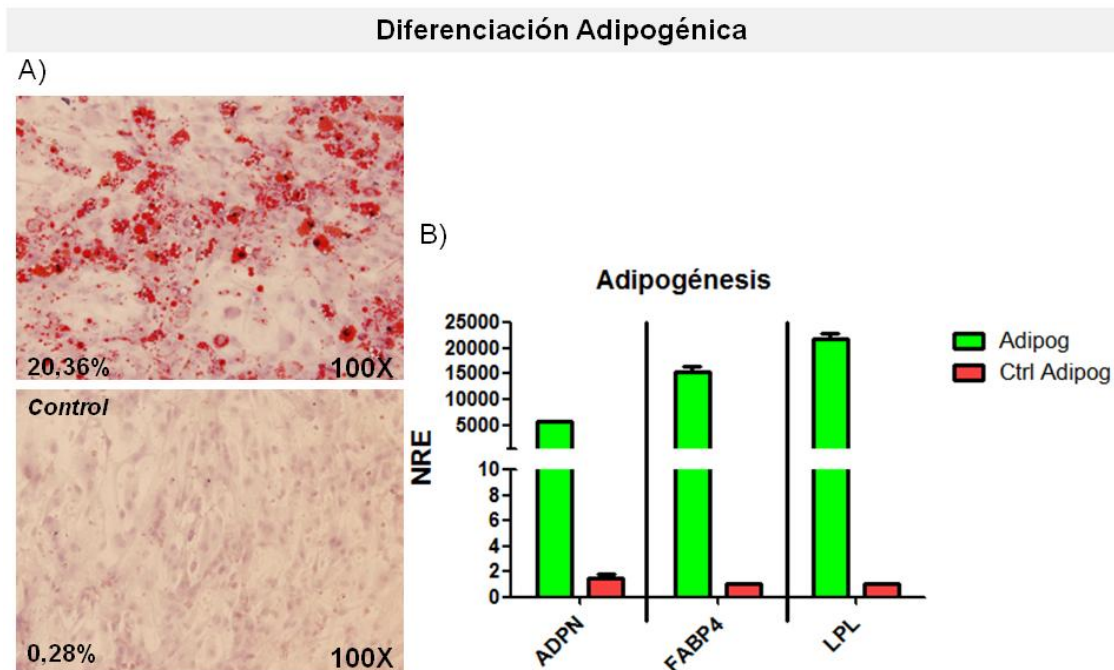 Diferenciación Adipogénica
A)
20,36% 100X
Control
0,28% 100X
B)
Adipogénesis
NRE
25000
20000
15000
10000
5000
10
8
6
4
2
0
ADPN FABP4 LPL
Adipog
Ctrl Adipog